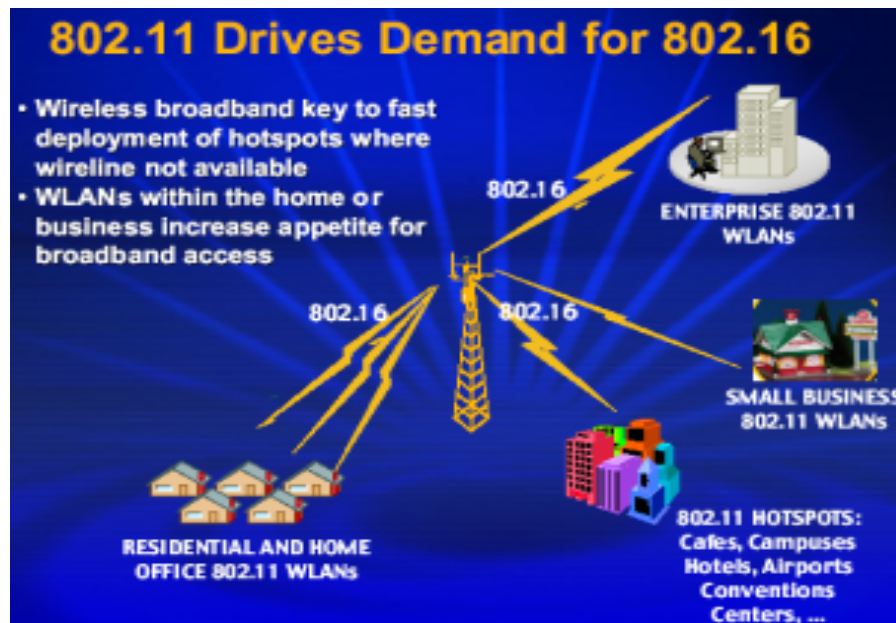 802.11 Drives Demand for 802.16
• Wireless broadband key to fast
deployment of hotspots where
wireline not available
• WLANs within the home or
business increase appetite for
broadband access
802.16
ENTERPRISE 802.11
WLANs
802.16
802.16
SMALL BUSINESS
802.11 WLANs
RESIDENTIAL AND HOME
OFFICE 802.11 WLANs
802.11 HOTSPOTS:
Cafes, Campuses
Hotels, Airports
Conventions
Centers, ...